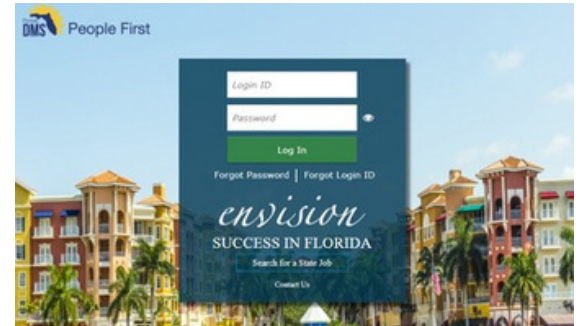 DMS People First
Login ID
Password
Log In
Forgot Password | Forgot Login ID
envision
SUCCESS IN FLORIDA
Search for a State Job
Contact Us